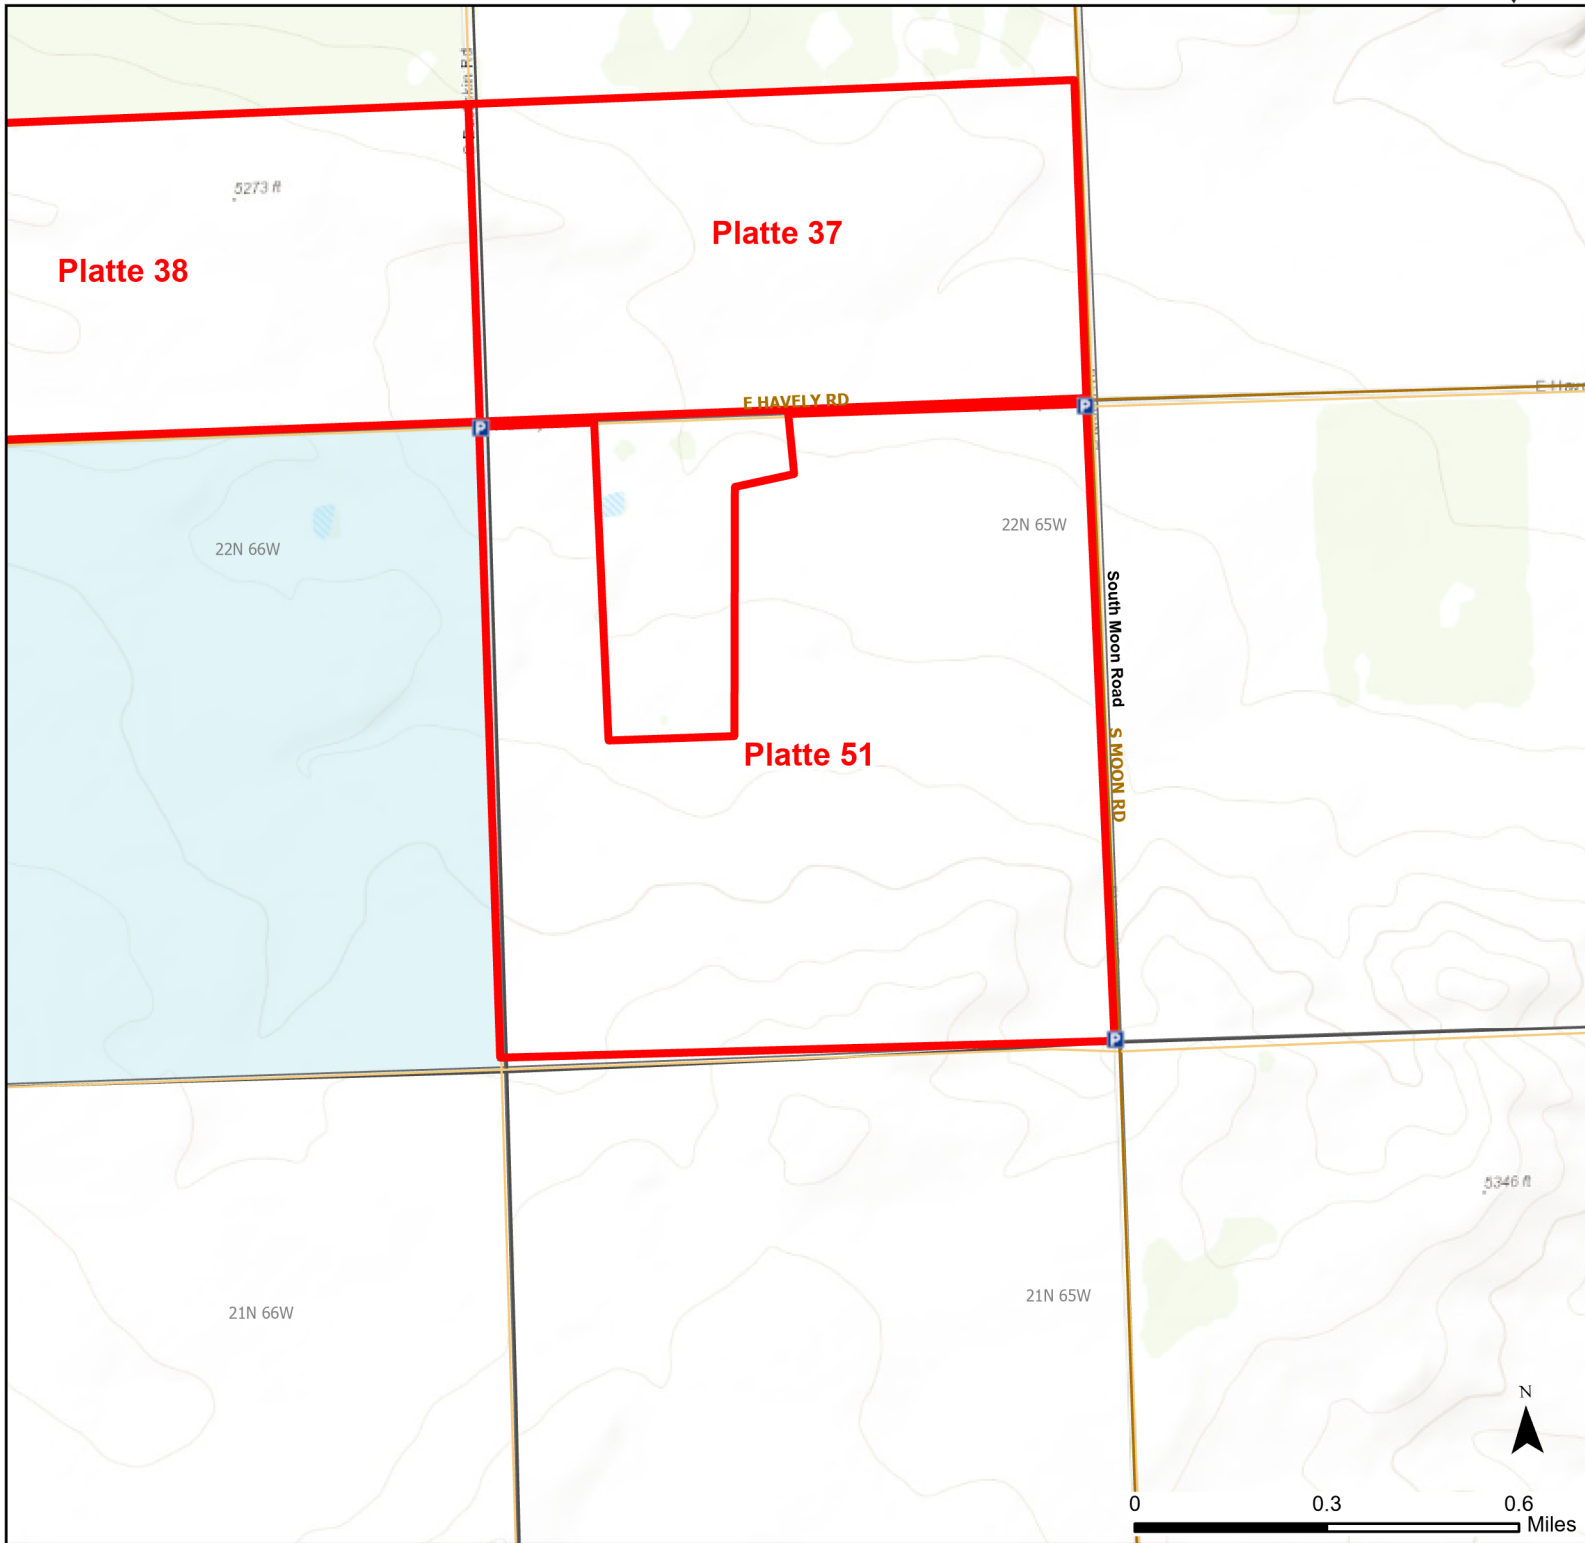 5273 ft
Platte 37
Platte 38
E HAVELY RD
P
P
22N 65W
22N 66W
South Moon Road
S MOON RD
Platte 51
P
5346 ft
21N 65W
21N 66W
N
0 0.3 0.6
Miles